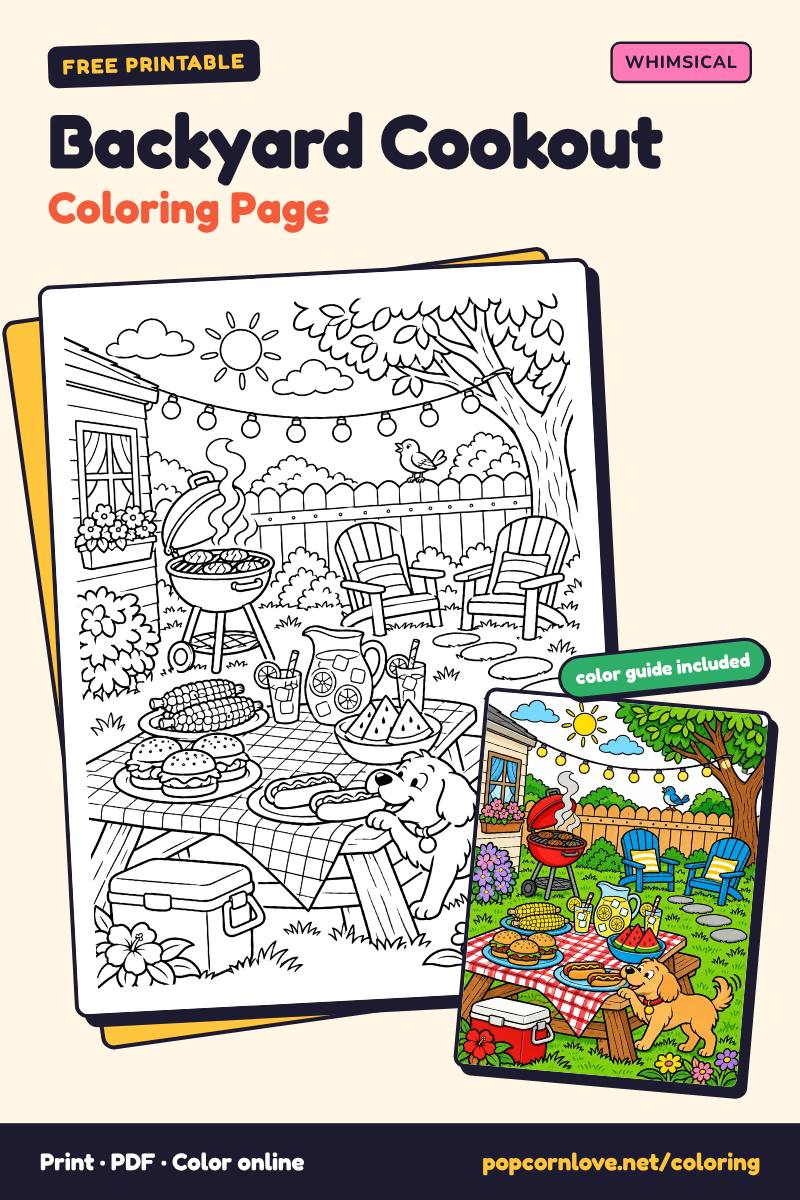 FREE PRINTABLE
WHIMSICAL
Backyard Cookout
Coloring Page
color guide included
Print · PDF · Color online
popcornlove.net/coloring